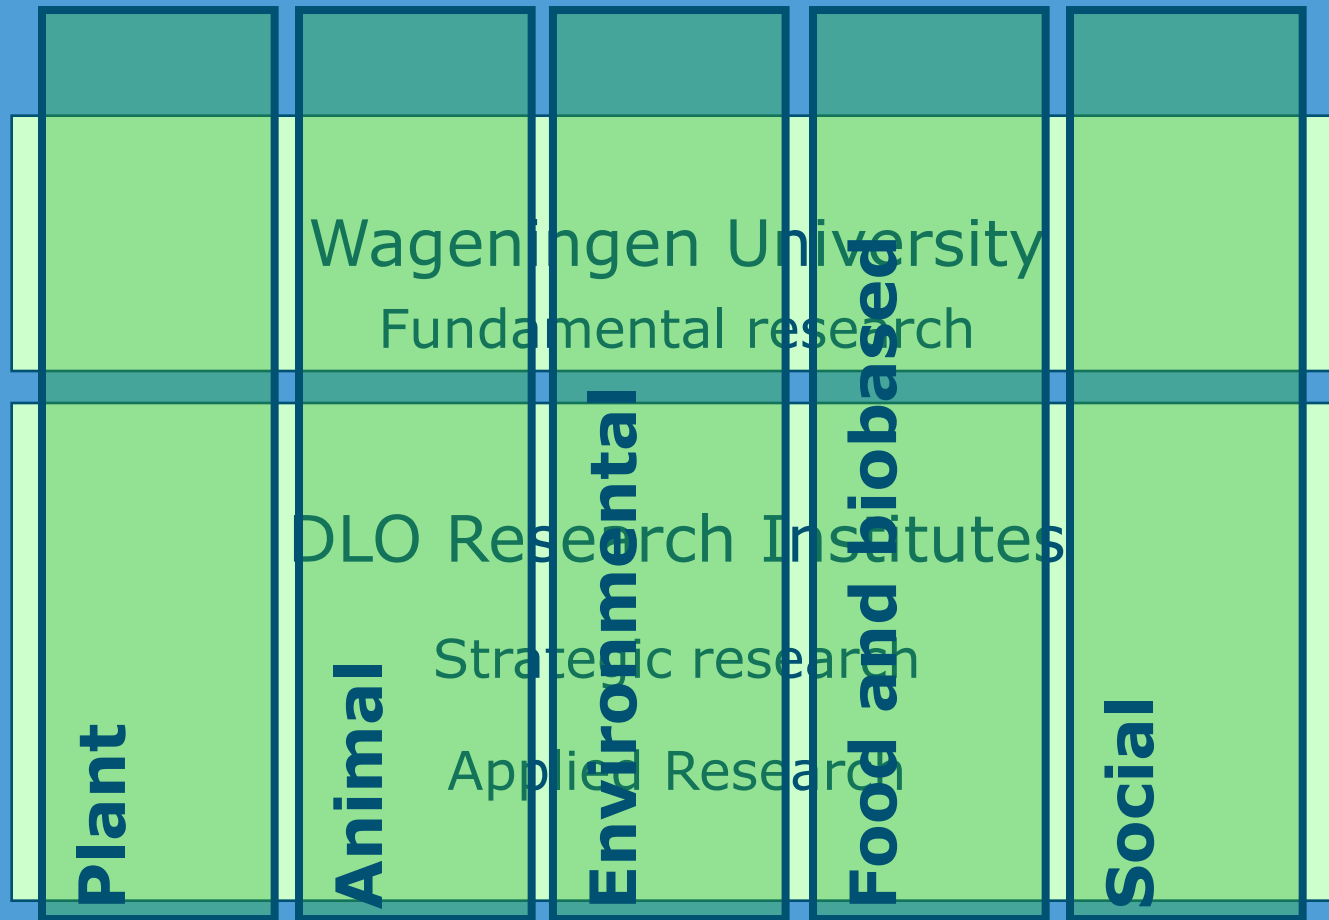 Wageningen University
Fundamental research
DLO Research Institutes
Strategic research
Applied Research
Plant
Animal
Environmental
Food and biobased
Social